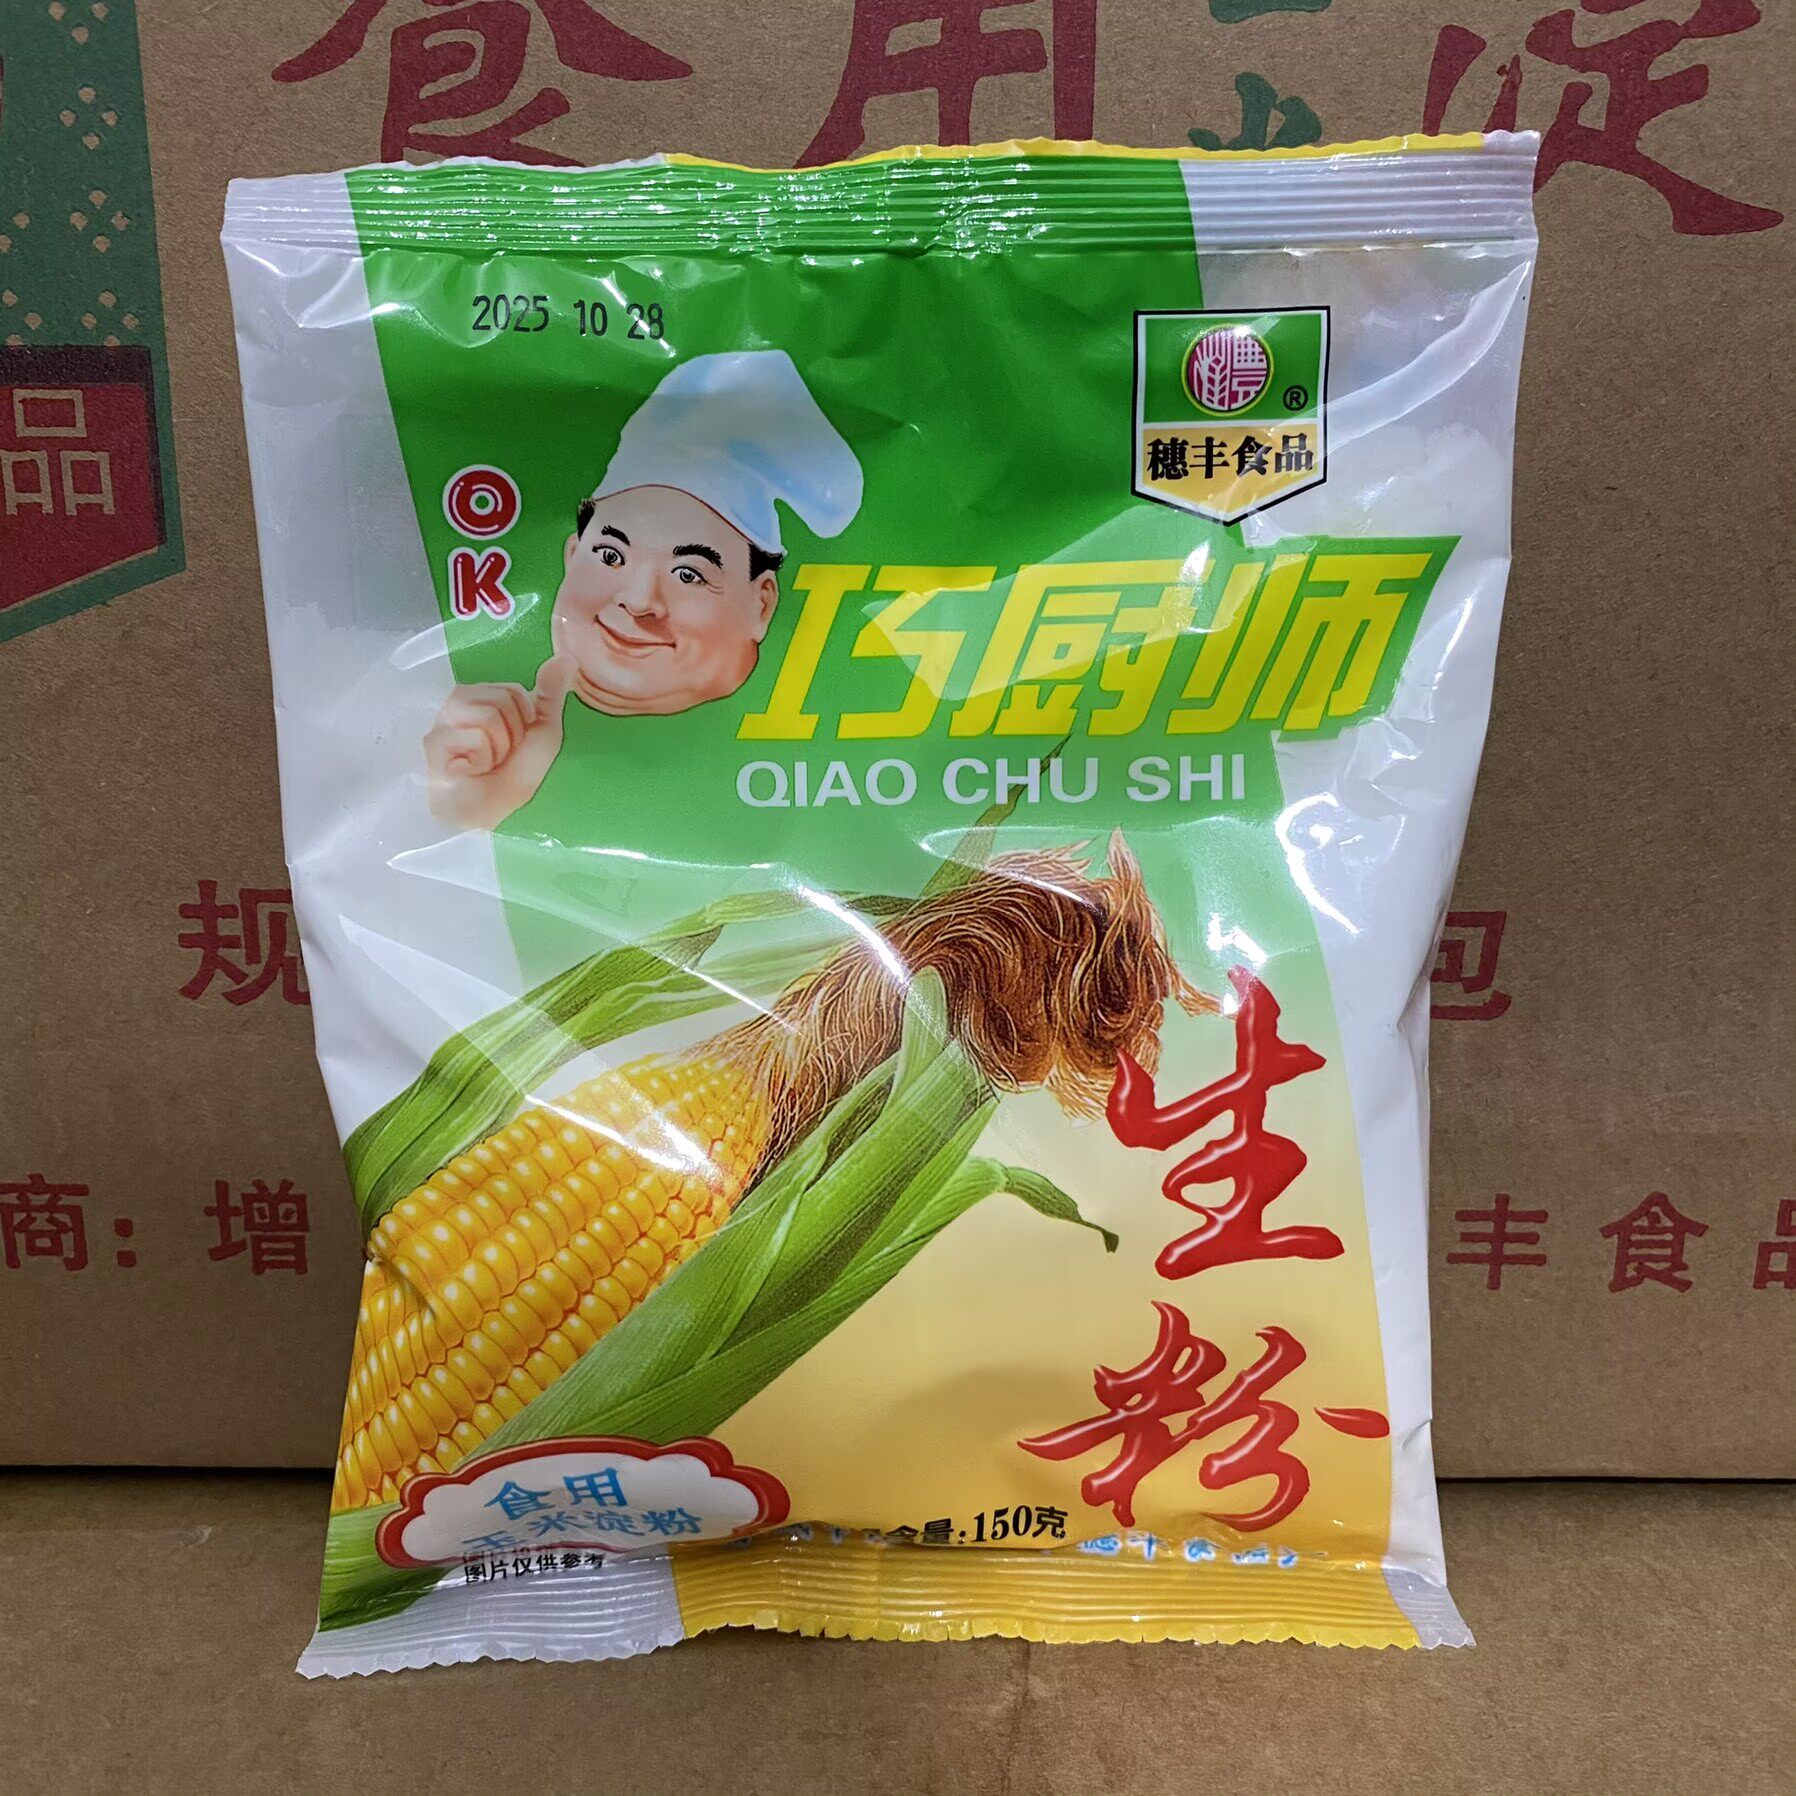 食用
淀
品
2025 10 28
®
穗丰食品
OK
巧厨师
QIAO CHU SHI
规
包
生粉
商：增
丰食品
食用
玉米淀粉
图片仅供参考
含量:150克